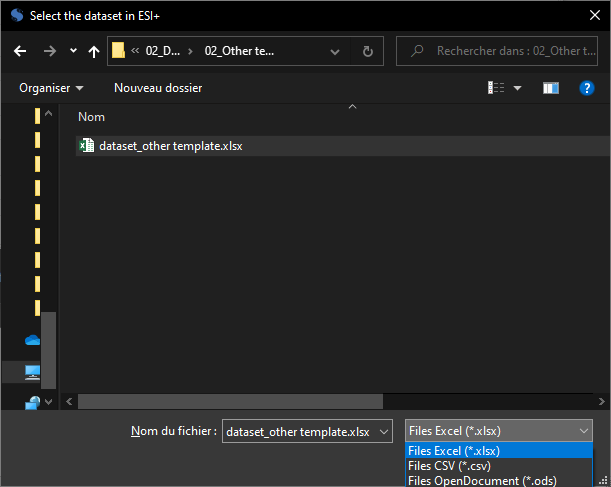 Select the dataset in ESI+
« 02_D... › 02_Other te...
Rechercher dans : 02_Other t...
Organiser
Nouveau dossier
Nom
dataset_other template.xlsx
Nom du fichier :
dataset_other template.xlsx
Files Excel (*.xlsx)
Files Excel (*.xlsx)
Files CSV (*.csv)
Files OpenDocument (*.ods)